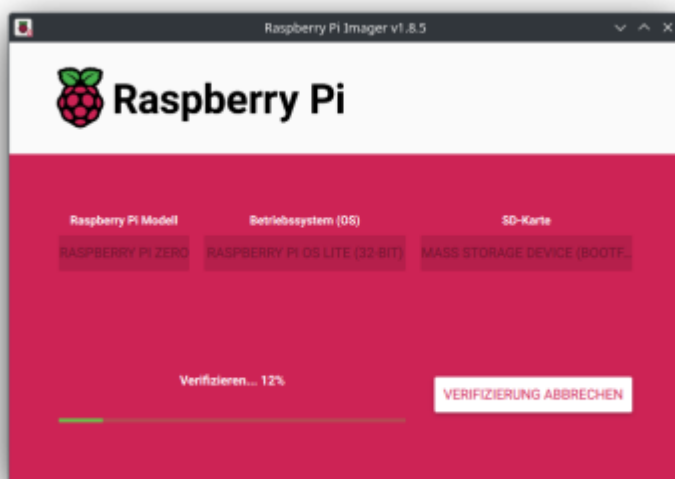 Raspberry Pi Imager v1.8.5
Raspberry Pi
Raspberry Pi Modell
Betriebssystem (OS)
SD-Karte
RASPBERRY PI ZERO
RASPBERRY PI OS LITE (32-BIT)
MASS STORAGE DEVICE (BOOTF...
Verifizieren... 12%
VERIFIZIERUNG ABBRECHEN